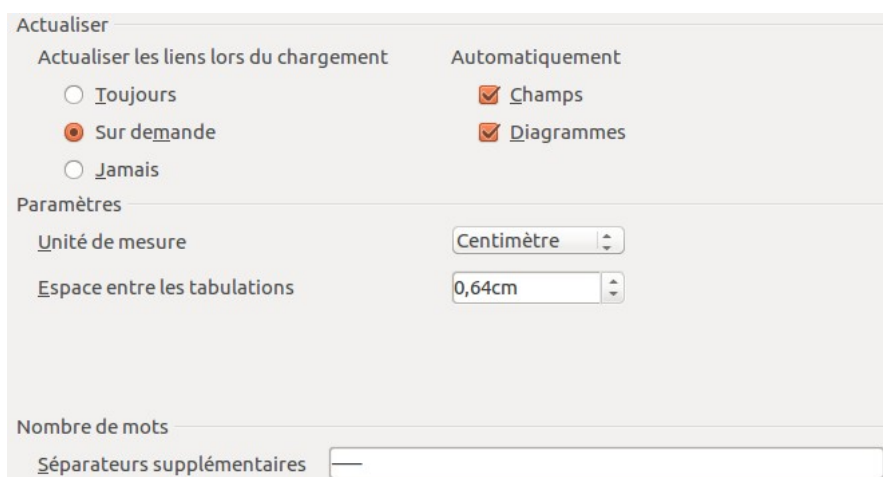 Actualiser
Actualiser les liens lors du chargement
Toujours
Sur demande
Jamais
Automatiquement
Champs
Diagrammes
Paramètres
Unité de mesure Centimètre
Espace entre les tabulations 0,64cm
Nombre de mots
Séparateurs supplémentaires —